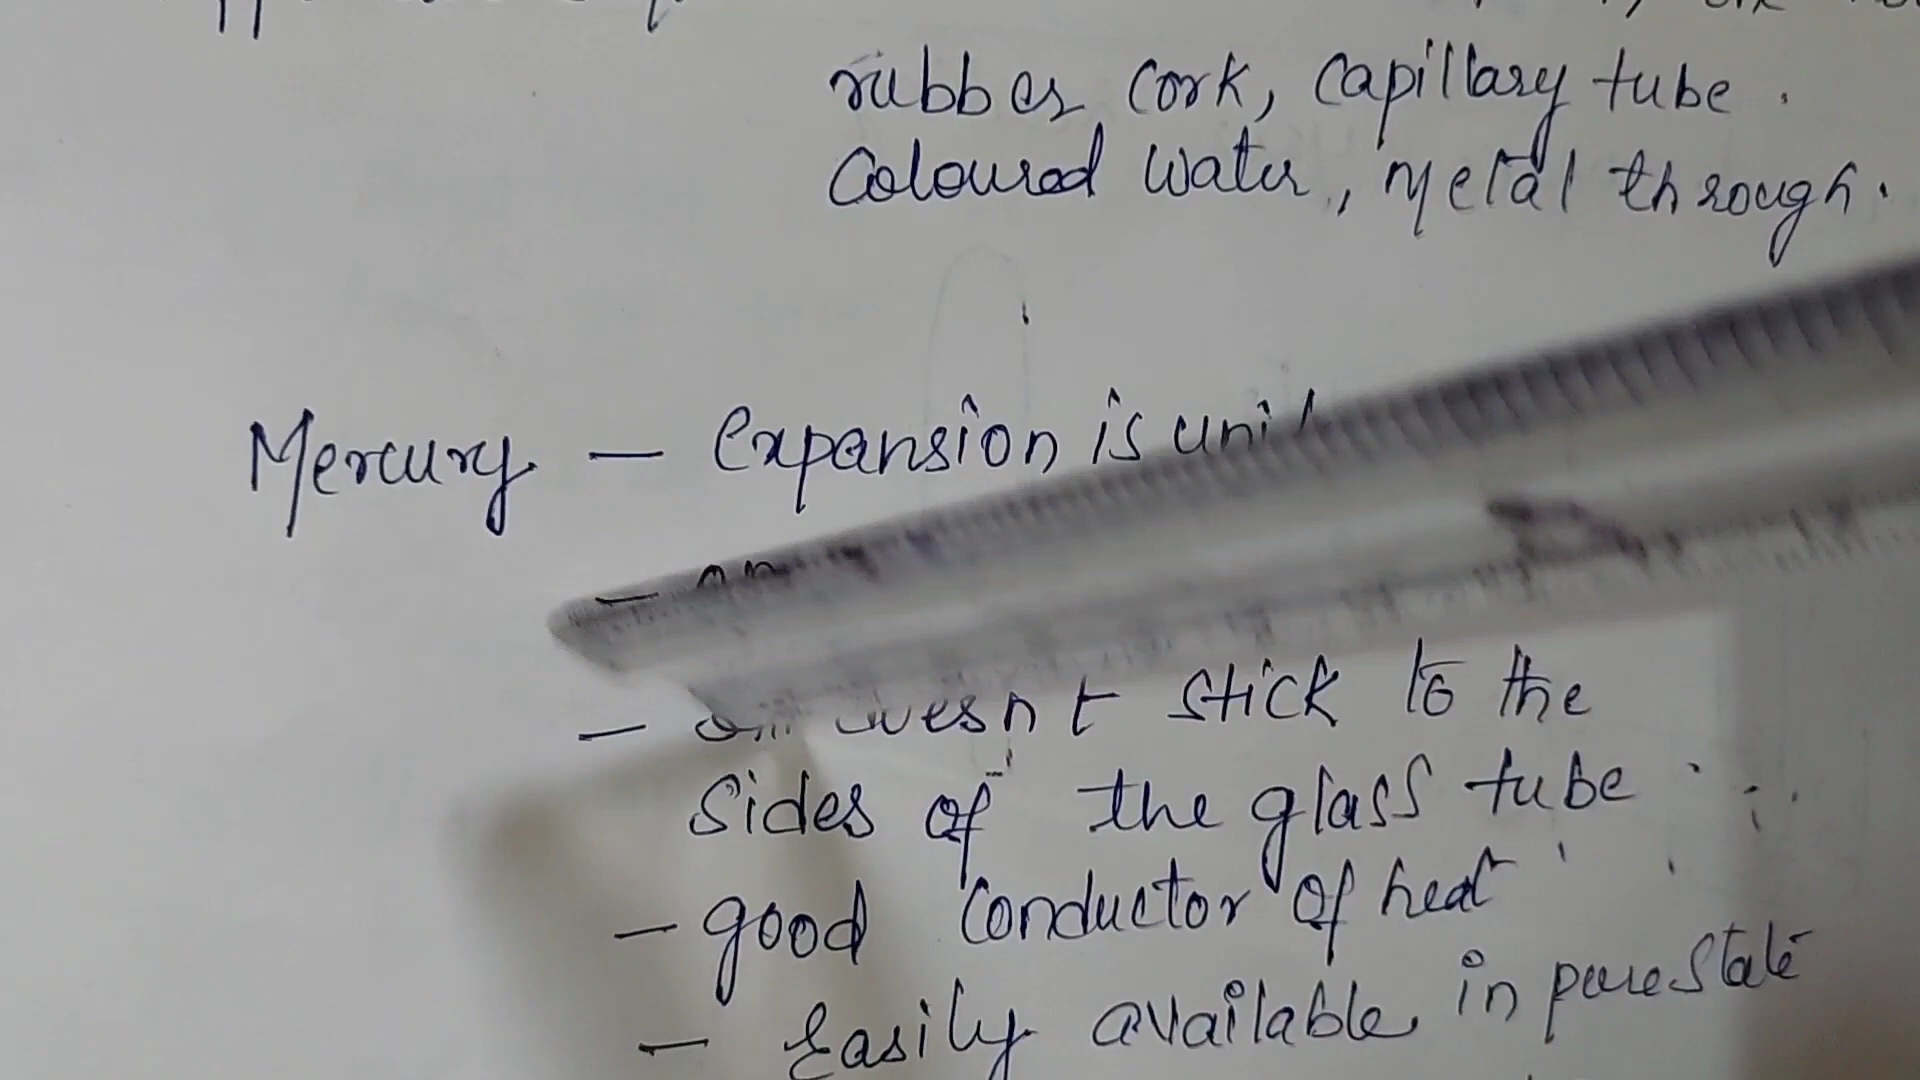 rubber cork, capillary tube.
Coloured water, Metal through.
Mercury — expansion is
— doesn't stick to the
sides of the glass tube
— good conductor of heat
— Easily available in pure state